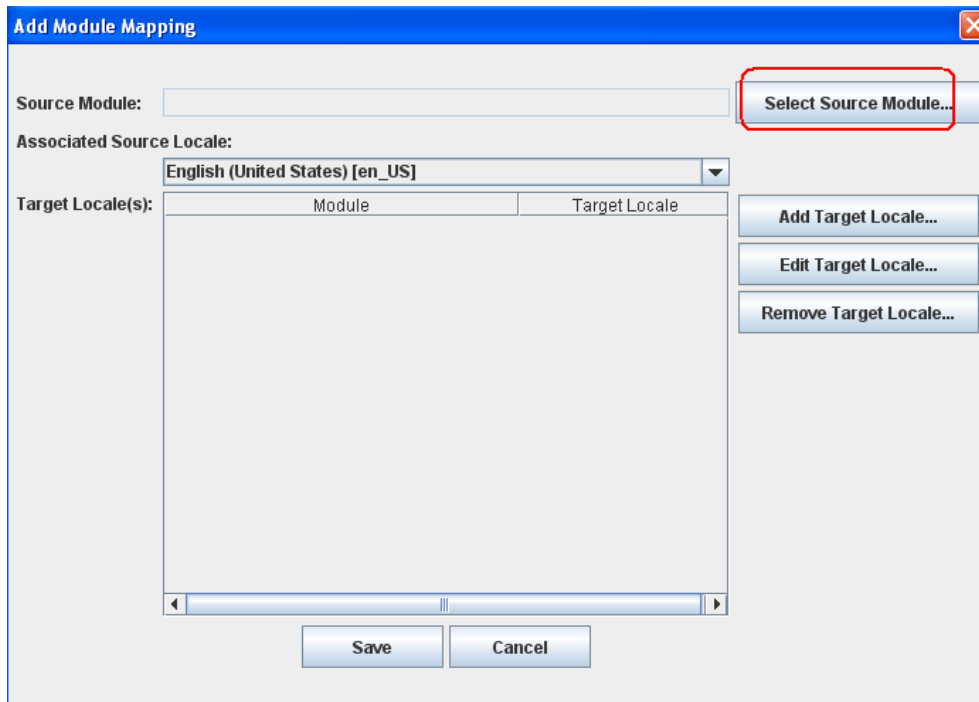 Add Module Mapping
Source Module:
Select Source Module...
Associated Source Locale:
English (United States) [en_US]
Target Locale(s):
Module
Target Locale
Add Target Locale...
Edit Target Locale...
Remove Target Locale...
Save
Cancel